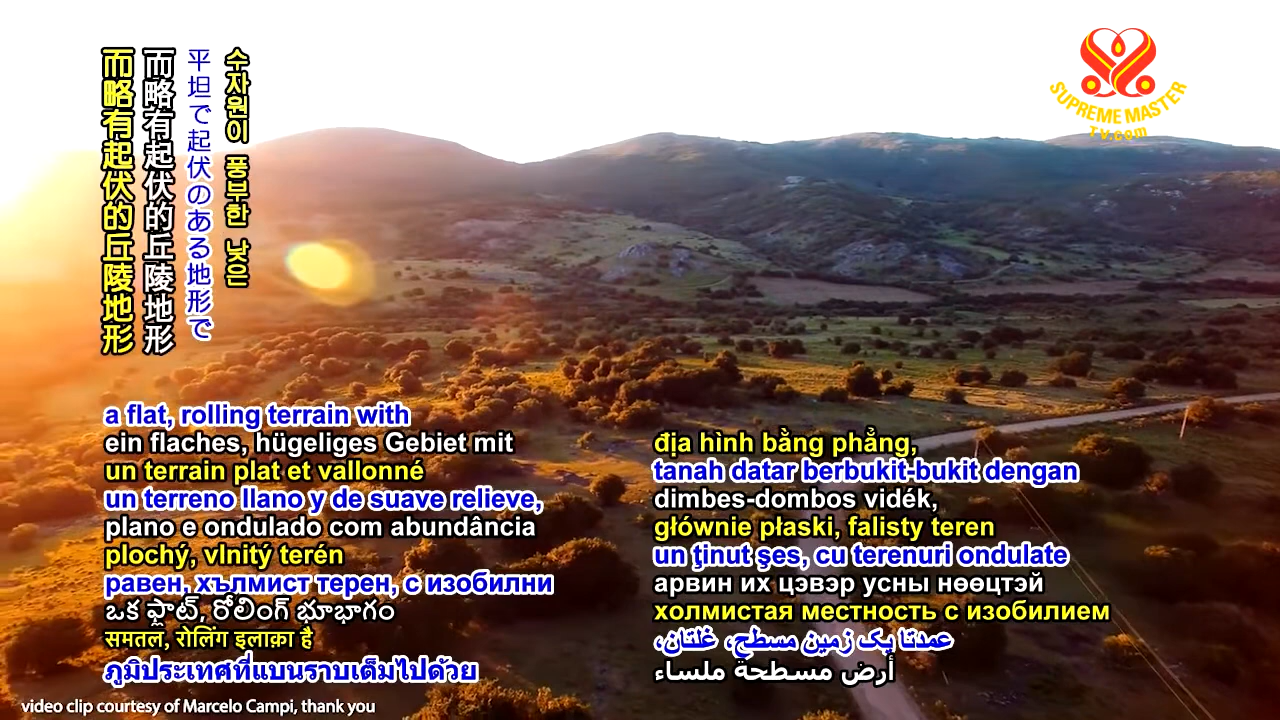 SUPREME MASTER
TV.com
而略有起伏的丘陵地形
而略有起伏的丘陵地形
平坦で起伏のある地形で
수자원이 풍부한 낮은
a flat, rolling terrain with
ein flaches, hügeliges Gebiet mit
un terrain plat et vallonné
un terreno llano y de suave relieve,
plano e ondulado com abundância
plochý, vlnitý terén
равен, хълмист терен, с изобилни
ఒక ఫ్లాట్, రోలింగ్ భూభాగం
समतल, रोलिंग इलाक़ा है
ภูมิประเทศที่แบนราบเต็มไปด้วย
địa hình bằng phẳng,
tanah datar berbukit-bukit dengan
dimbes-dombos vidék,
głównie płaski, falisty teren
un ţinut şes, cu terenuri ondulate
арвин их цэвэр усны нөөцтэй
холмистая местность с изобилием
عمدتا یک زمین مسطح، غلتان،
أرض مسطحة ملساء
video clip courtesy of Marcelo Campi, thank you